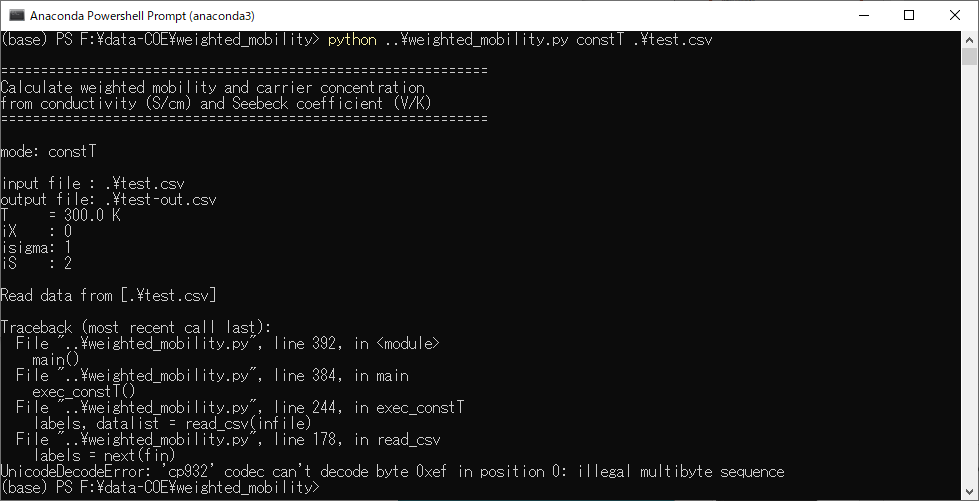 Anaconda Powershell Prompt (anaconda3)
(base) PS F:¥data-COE¥weighted_mobility> python ..¥weighted_mobility.py constT .¥test.csv
=============================================================
Calculate weighted mobility and carrier concentration
from conductivity (S/cm) and Seebeck coefficient (V/K)
=============================================================
mode: constT
input file : .¥test.csv
output file: .¥test-out.csv
T     = 300.0 K
iX    : 0
isigma: 1
iS    : 2
Read data from [.¥test.csv]
Traceback (most recent call last):
  File "..¥weighted_mobility.py", line 392, in <module>
    main()
  File "..¥weighted_mobility.py", line 384, in main
    exec_constT()
  File "..¥weighted_mobility.py", line 244, in exec_constT
    labels, datalist = read_csv(infile)
  File "..¥weighted_mobility.py", line 178, in read_csv
    labels = next(fin)
UnicodeDecodeError: 'cp932' codec can't decode byte 0xef in position 0: illegal multibyte sequence
(base) PS F:¥data-COE¥weighted_mobility>